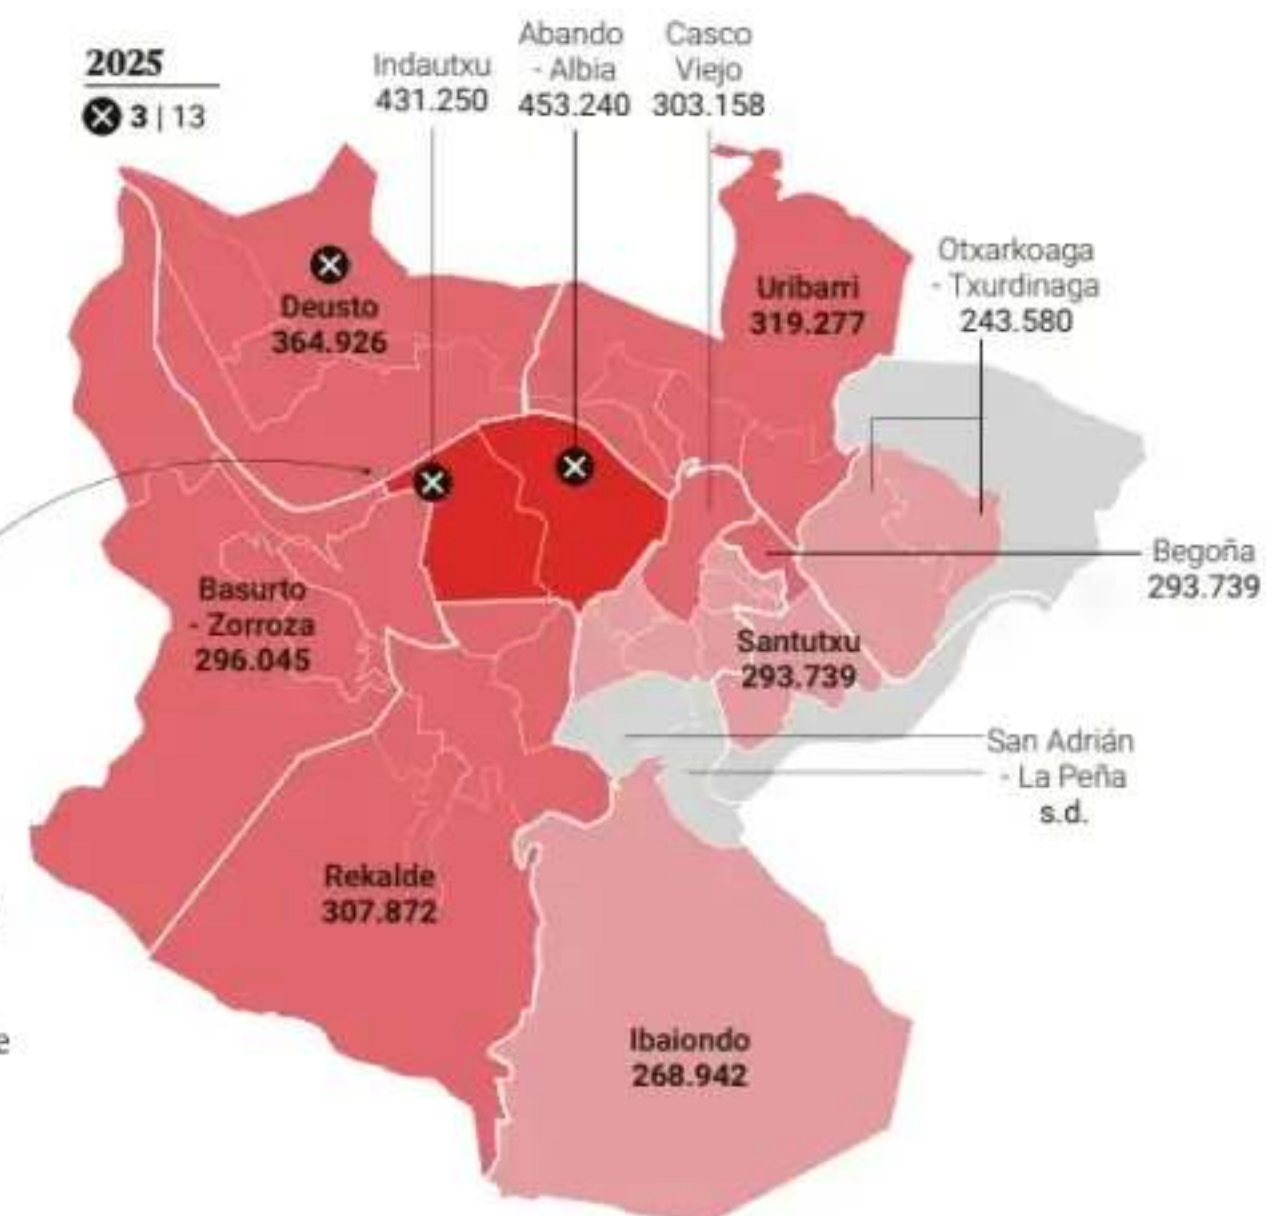 2025
3 | 13
Indautxu
431.250
Abando
- Albia
453.240
Casco
Viejo
303.158
Deusto
364.926
Uribarri
319.277
Otxarkoaga
- Txurdinaga
243.580
Begoña
293.739
Basurto
- Zorroza
296.045
Santutxu
293.739
San Adrián
- La Peña
s.d.
Rekalde
307.872
Ibaiondo
268.942
e